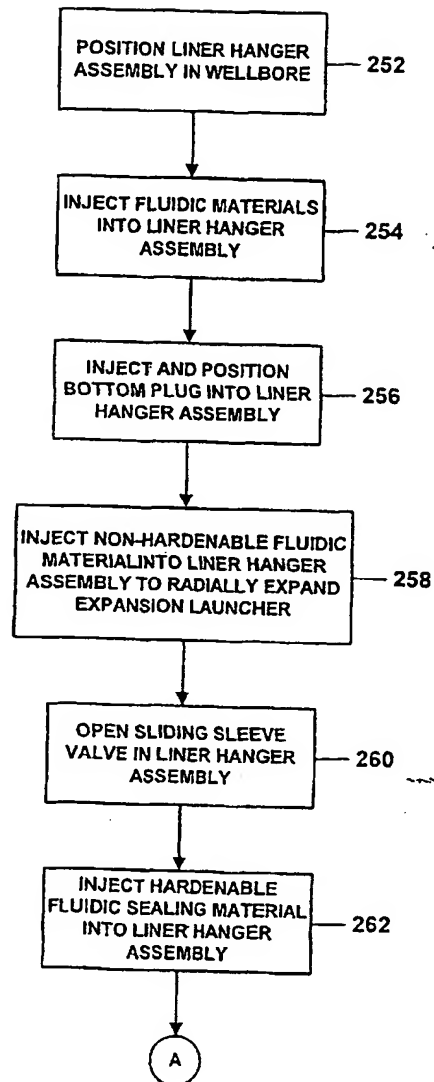 POSITION LINER HANGER
ASSEMBLY IN WELLBORE
252
INJECT FLUIDIC MATERIALS
INTO LINER HANGER
ASSEMBLY
254
INJECT AND POSITION
BOTTOM PLUG INTO LINER
HANGER ASSEMBLY
256
INJECT NON-HARDENABLE FLUIDIC
MATERIALINTO LINER HANGER
ASSEMBLY TO RADIALLY EXPAND
EXPANSION LAUNCHER
258
OPEN SLIDING SLEEVE
VALVE IN LINER HANGER
ASSEMBLY
260
INJECT HARDENABLE
FLUIDIC SEALING MATERIAL
INTO LINER HANGER
ASSEMBLY
262
A